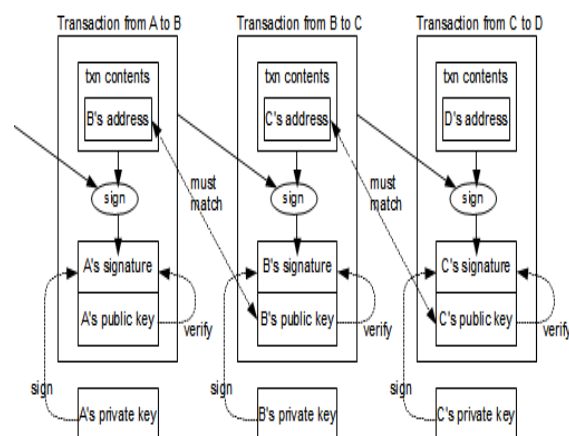 Transaction from A to B
txn contents
B's address
sign
A's signature
A's public key
verify
sign
A's private key
must
match
Transaction from B to C
txn contents
C's address
sign
B's signature
B's public key
verify
sign
B's private key
must
match
Transaction from C to D
txn contents
D's address
sign
C's signature
C's public key
verify
sign
C's private key